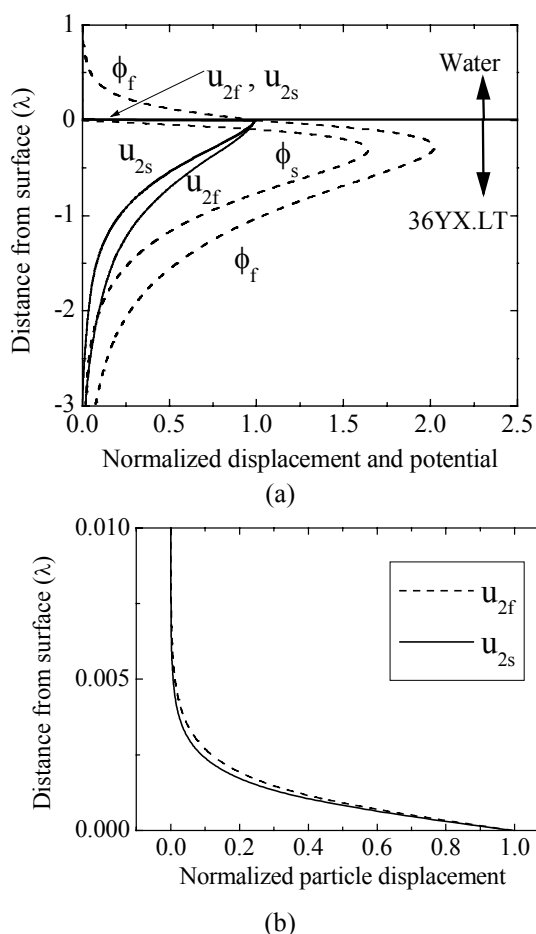 1
0
-1
-2
-3
Distance from surface (λ)
ϕf
u2f , u2s
Water
u2s
u2f
ϕs
36YX.LT
ϕf
0.0 0.5 1.0 1.5 2.0 2.5
Normalized displacement and potential
(a)
0.010
0.005
0.000
Distance from surface (λ)
u2f
u2s
0.0 0.2 0.4 0.6 0.8 1.0
Normalized particle displacement
(b)